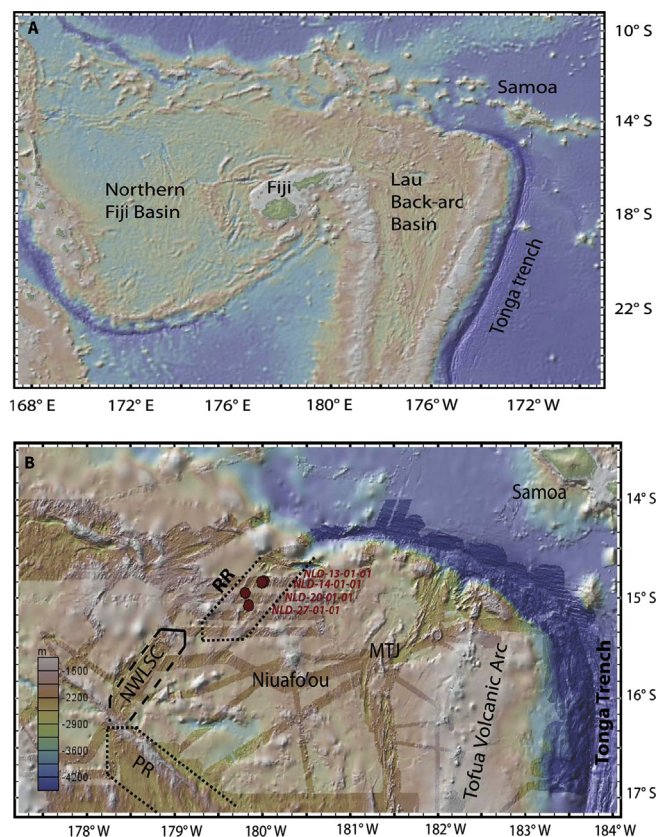 A
10° S
Samoa
14° S
Northern
Fiji Basin
Fiji
Lau
Back-arc
Basin
18° S
Tonga trench
22° S
168° E
172° E
176° E
180° E
176° W
172° W
B
Samoa
14° S
RR
NLD-13-01-01
NLD-14-01-01
NLD-20-01-01
NLD-27-01-01
15° S
NWLSC
MTJ
Niuafo'ou
m
-1500
-2200
-2900
-3600
-4200
16° S
PR
Tofua Volcanic Arc
Tonga Trench
17° S
178°W
179°W
180°W
181°W
182°W
183°W
184°W